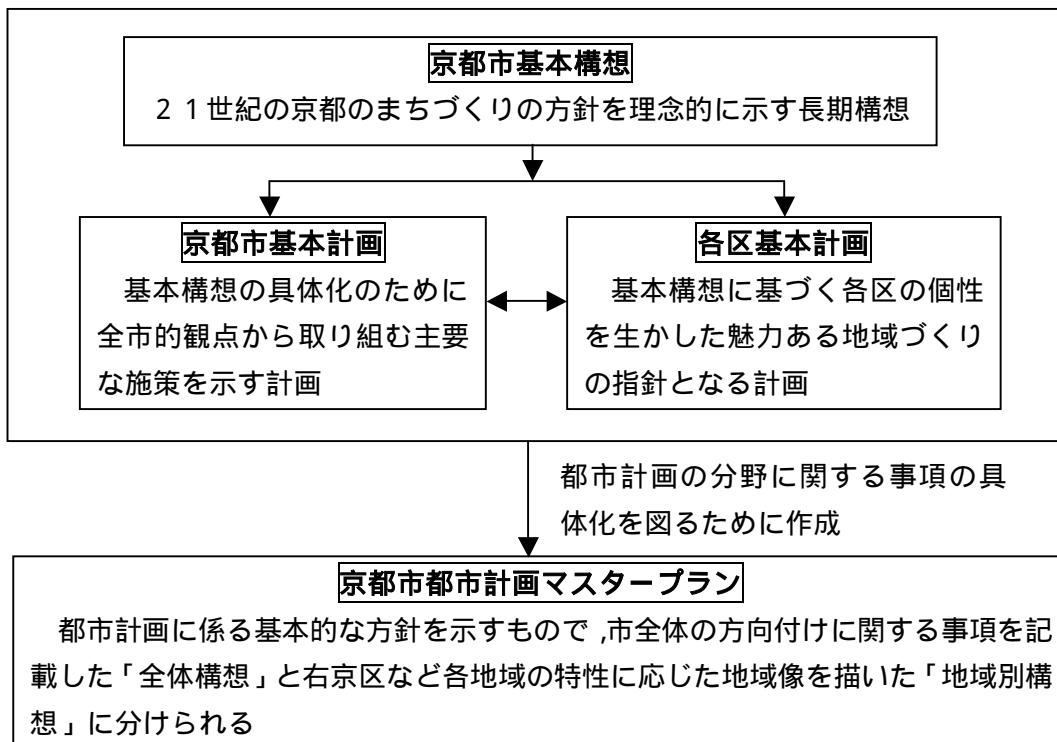 京都市基本構想
21世紀の京都のまちづくりの方針を理念的に示す長期構想
京都市基本計画
基本構想の具体化のために
全市的観点から取り組む主要
な施策を示す計画
各区基本計画
基本構想に基づく各区の個性
を生かした魅力ある地域づくり
の指針となる計画
都市計画の分野に関する事項の具
体化を図るために作成
京都市都市計画マスタープラン
都市計画に係る基本的な方針を示すもので,市全体の方向付けに関する事項を記
載した「全体構想」と右京区など各地域の特性に応じた地域像を描いた「地域別構
想」に分けられる